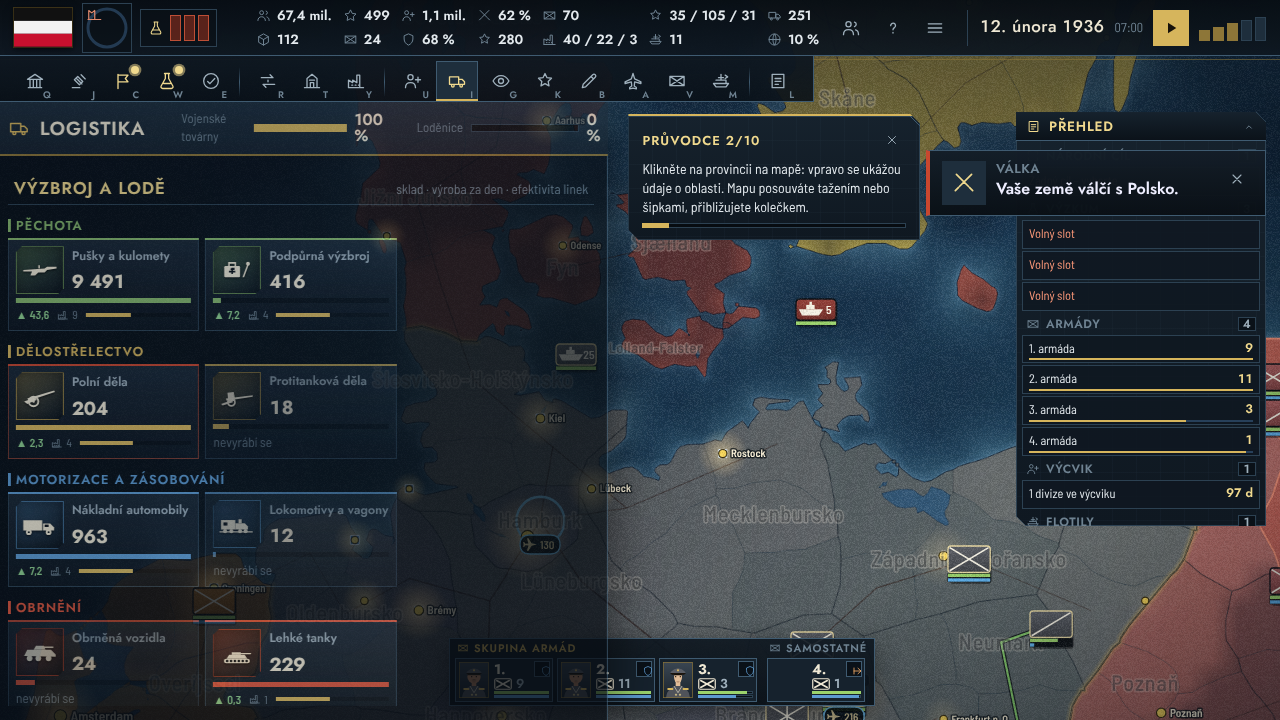 67,4 mil.
499
1,1 mil.
62 %
70
35 / 105 / 31
251
112
24
68 %
280
40 / 22 / 3
11
10 %
?
12. února 1936
07:00
Q
J
C
W
E
R
T
Y
U
I
G
K
B
A
V
M
L
LOGISTIKA
Vojenské továrny
100 %
Loděnice
0 %
Aarhus
VÝZBROJ A LODĚ
sklad · výroba za den · efektivita linek
PĚCHOTA
Pušky a kulomety
9 491
▲ 43,6
9
Podpůrná výzbroj
416
▲ 7,2
4
DĚLOSTŘELECTVO
Polní děla
204
▲ 2,3
4
Protitanková děla
18
nevyrábí se
MOTORIZACE A ZÁSOBOVÁNÍ
Nákladní automobily
963
▲ 7,2
4
Lokomotivy a vagony
12
nevyrábí se
OBRNĚNÍ
Obrněná vozidla
24
nevyrábí se
Lehké tanky
229
▲ 0,3
1
PRŮVODCE 2/10
Klikněte na provincii na mapě: vpravo se ukážou
údaje o oblasti. Mapu posouváte tažením nebo
šipkami, přibližujete kolečkem.
PŘEHLED
VÁLKA
Vaše země válčí s Polsko.
Volný slot
Volný slot
Volný slot
ARMÁDY
4
1. armáda
9
2. armáda
11
3. armáda
3
4. armáda
1
VÝCVIK
1
1 divize ve výcviku
97 d
FLOTILY
1
Skåne
Odense
Fyn
Sjælland
5
Lolland-Falster
25
Šlesvicko-Holštýnsko
Kiel
Rostock
Lübeck
Hamburk
130
Mecklenbursko
Lüneburgsko
Oldenbursko
Brémy
Groningen
Amsterdam
Neumark
Poznaň
Poznaň
Frankfurt n. O.
216
SKUPINA ARMÁD
1.
9
2.
11
3.
3
SAMOSTATNÉ
4.
1